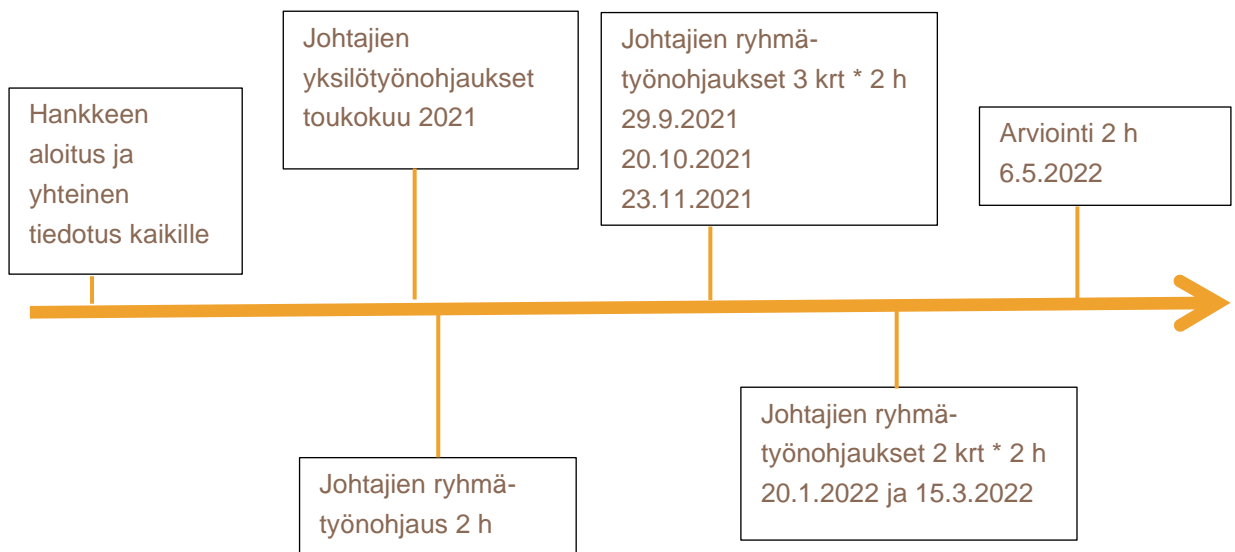 Hankkeen
aloitus ja
yhteinen
tiedotus kaikille
Johtajien
yksilötyönohjaukset
toukokuu 2021
Johtajien ryhmä-
työnohjaus 2 h
Johtajien ryhmä-
työnohjaukset 3 krt * 2 h
29.9.2021
20.10.2021
23.11.2021
Johtajien ryhmä-
työnohjaukset 2 krt * 2 h
20.1.2022 ja 15.3.2022
Arviointi 2 h
6.5.2022